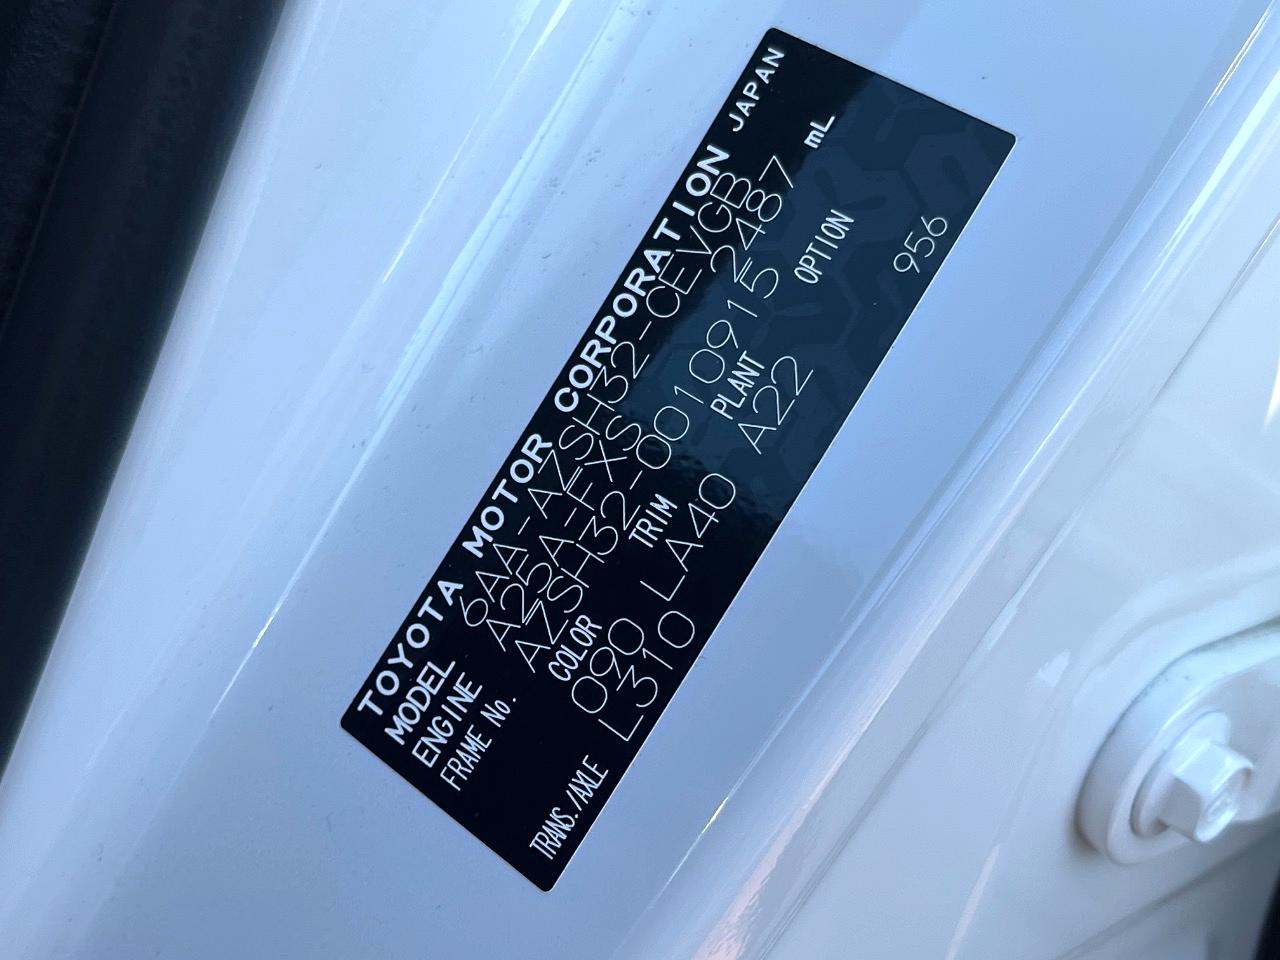 TOYOTA MOTOR CORPORATION JAPAN
MODEL 6AA-AZSH32-CEVGB
ENGINE A25A-FXS 2487 mL
FRAME No. AZSH32-0010915
COLOR TRIM PLANT OPTION
090 LA40 A22 956
TRANS./AXLE L310